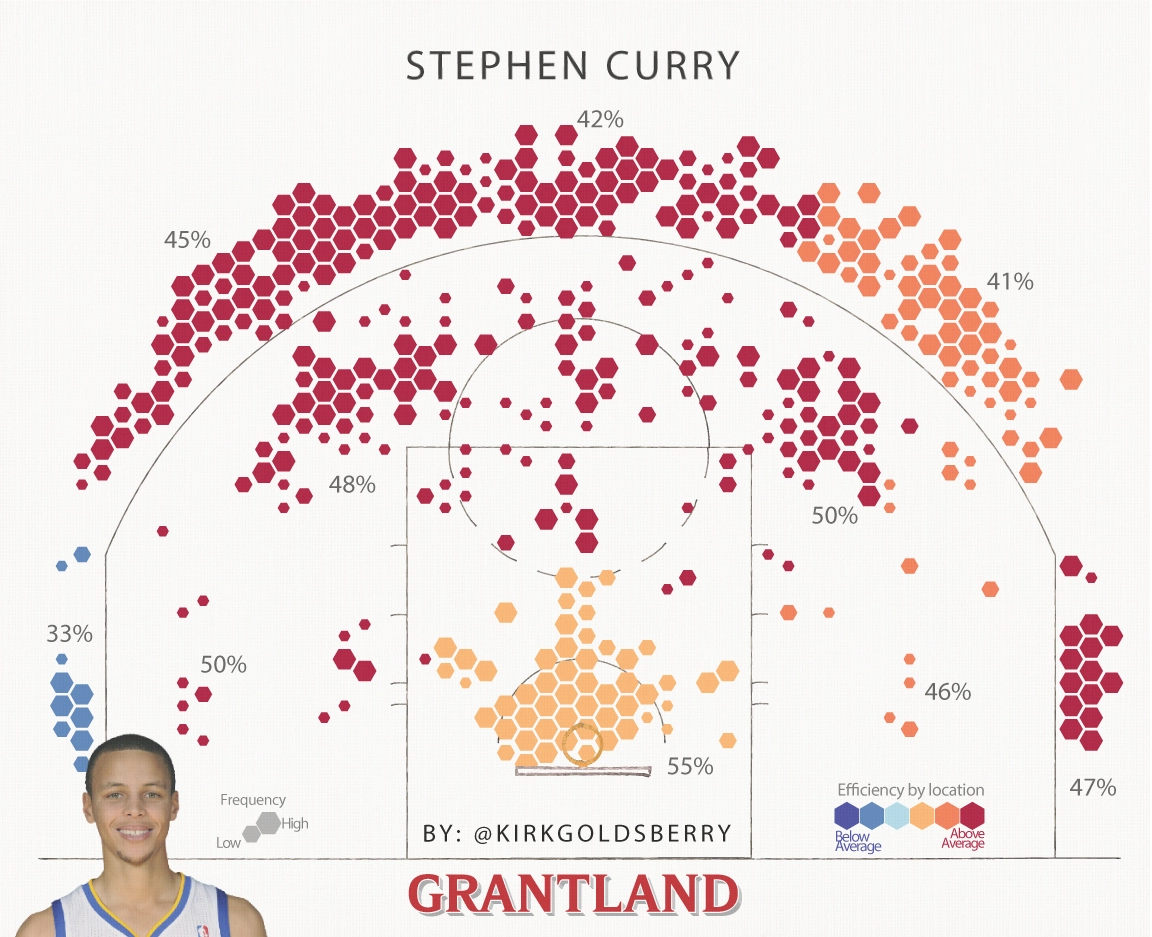 STEPHEN CURRY
42%
45%
41%
48%
50%
33%
50%
46%
55%
47%
Efficiency by location
Below
Average
Above
Average
Frequency
High
Low
BY: @KIRKGOLDSBERRY
GRANTLAND